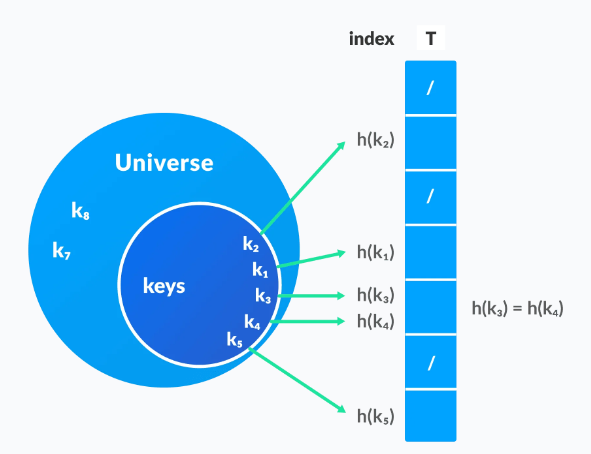 index T
/
h(k₂)
Universe
/
k₈
k₇
k₂
h(k₁)
k₁
keys
k₃
h(k₃)
h(k₃) = h(k₄)
k₄
h(k₄)
k₅
/
h(k₅)